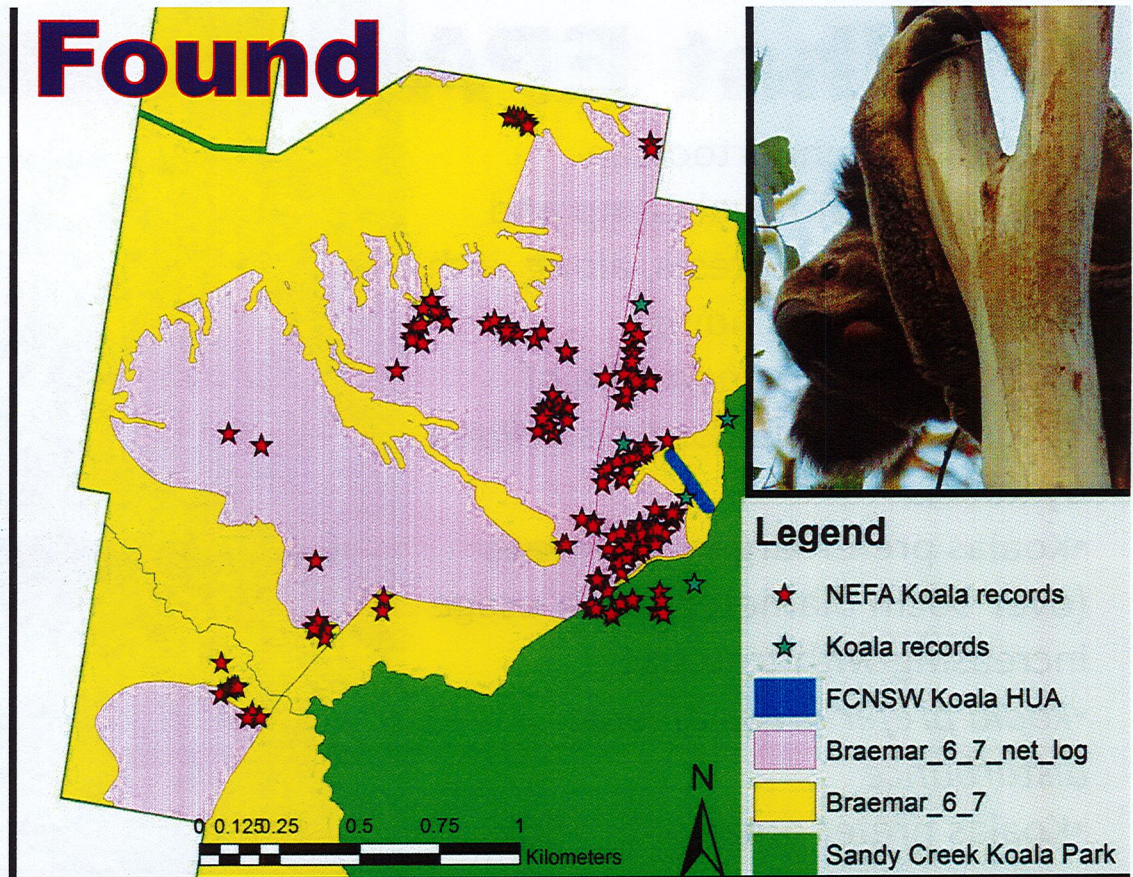 Found
Legend
NEFA Koala records
Koala records
FCNSW Koala HUA
Braemar_6_7_net_log
Braemar_6_7
Sandy Creek Koala Park
N
0 0.125 0.25 0.5 0.75 1
Kilometers